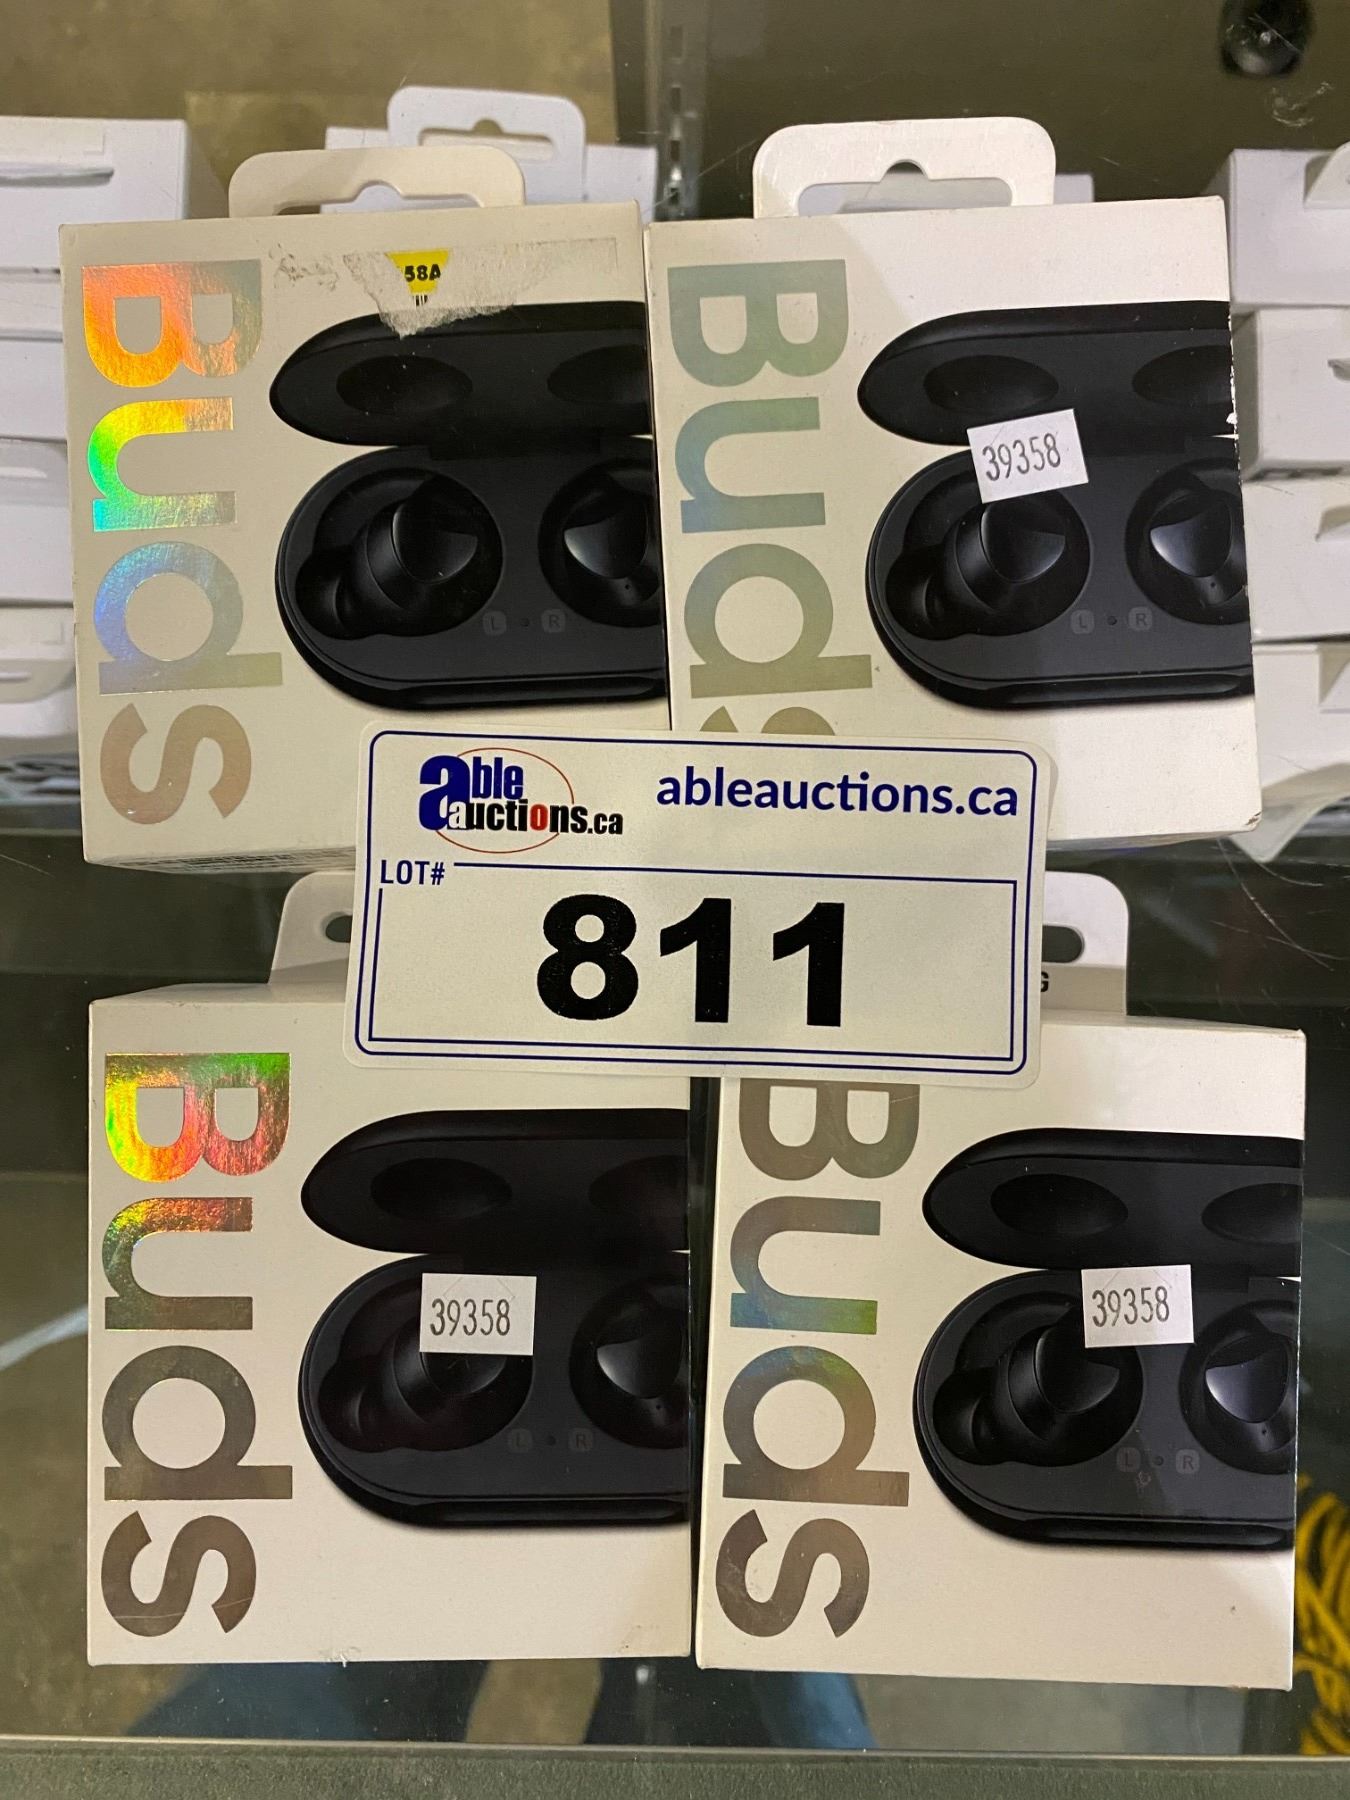 58A
Buds
L R
Buds
39358
L R
able
auctions.ca
ableauctions.ca
LOT#
811
G
Buds
39358
L R
Buds
39358
L R